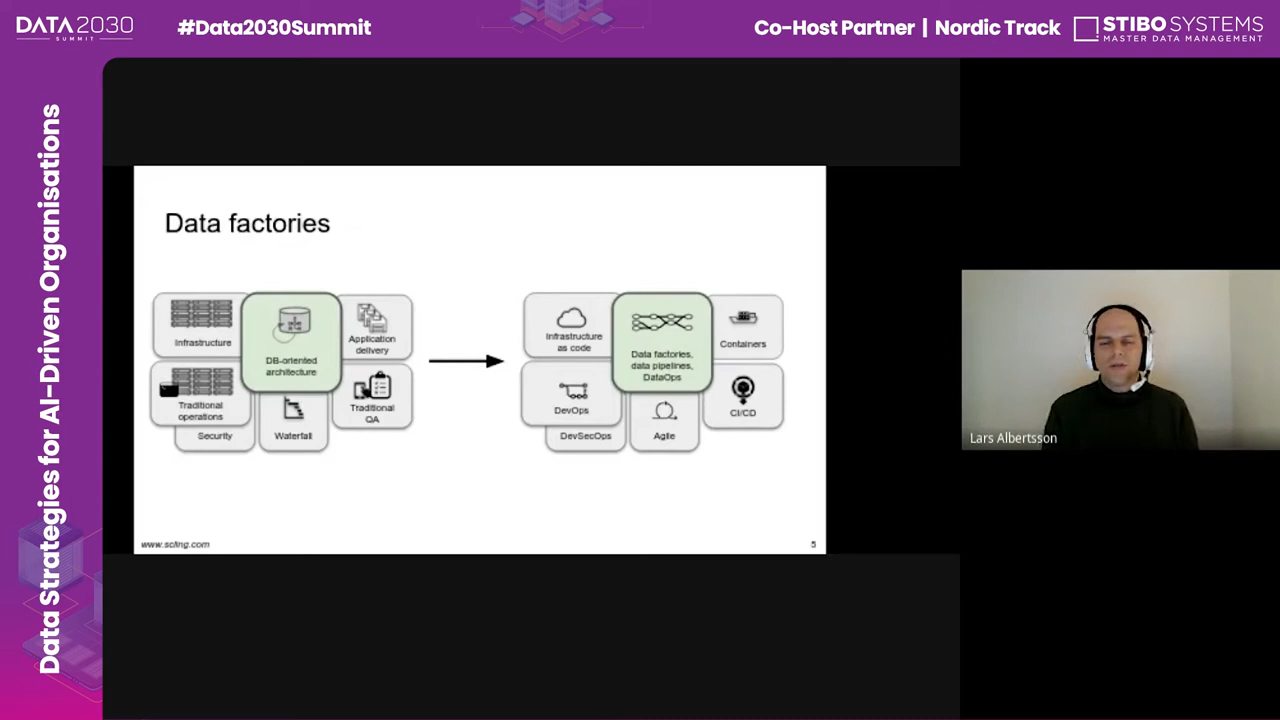 DATA2030
SUMMIT
#Data2030Summit
Co-Host Partner | Nordic Track
STIBO SYSTEMS
MASTER DATA MANAGEMENT
Data Strategies for AI-Driven Organisations
Data factories
Infrastructure
DB-oriented
architecture
Application
delivery
Traditional
operations
Traditional
QA
Security
Waterfall
Infrastructure
as code
Data factories,
data pipelines,
DataOps
Containers
DevOps
CI/CD
DevSecOps
Agile
www.scling.com
5
Lars Albertsson